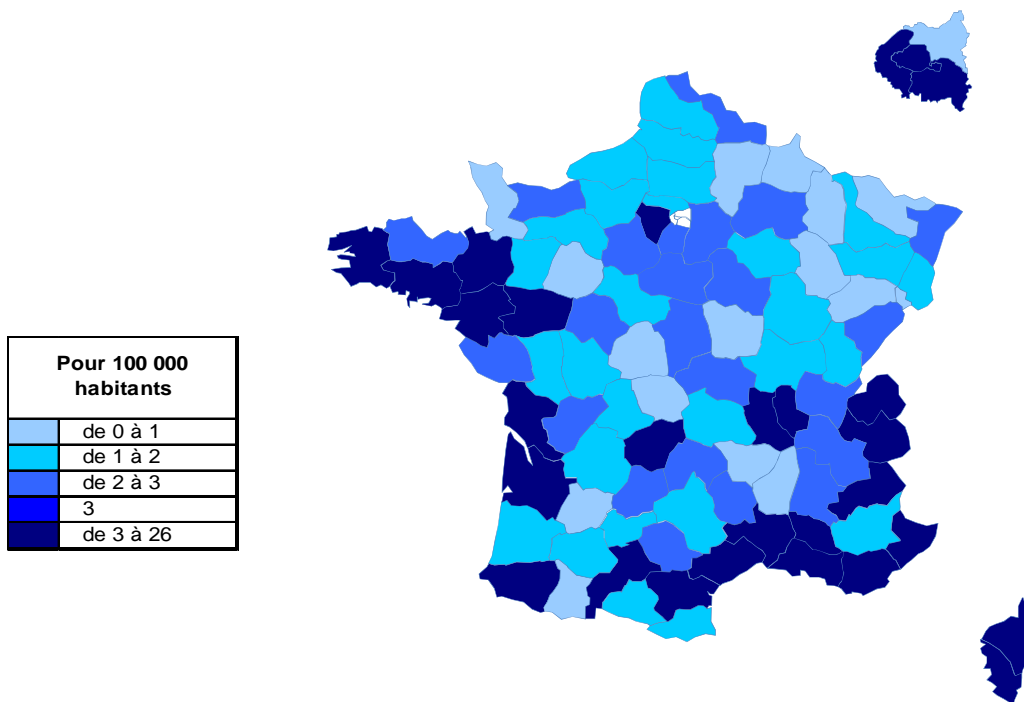 Pour 100 000
habitants
de 0 à 1
de 1 à 2
de 2 à 3
3
de 3 à 26